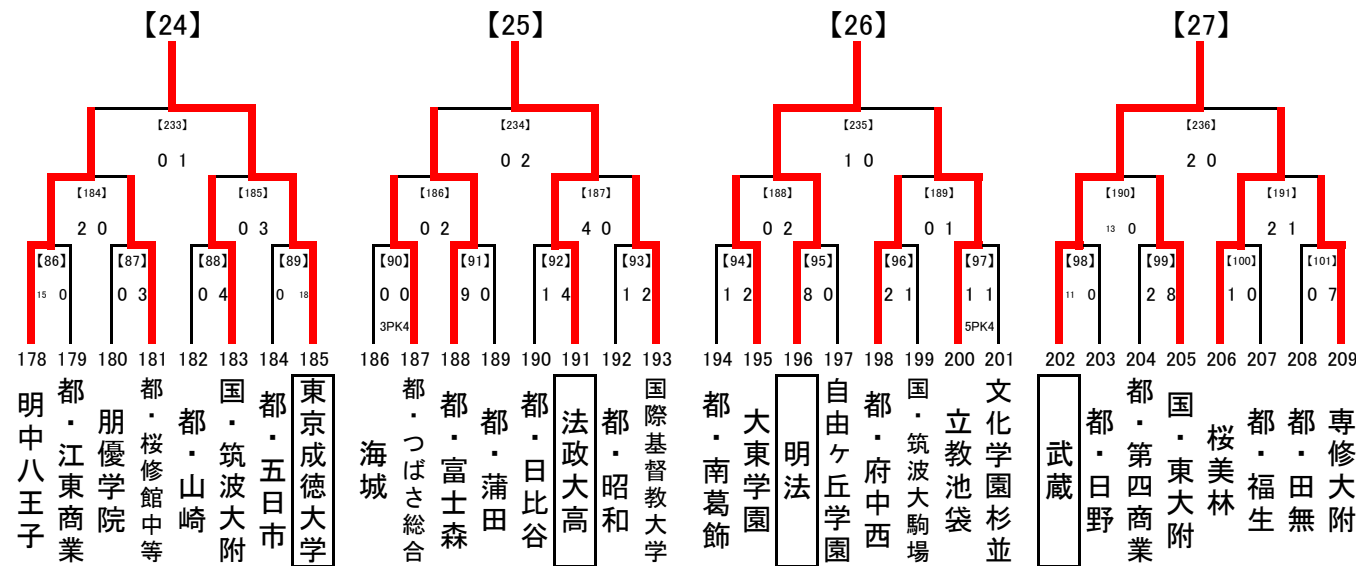 【24】 【25】 【26】 【27】
【233】 【234】 【235】 【236】
0 1 0 2 1 0 2 0
【184】 【185】 【186】 【187】 【188】 【189】 【190】 【191】
2 0 0 3 0 2 4 0 0 2 0 1 13 0 2 1
【86】 【87】 【88】 【89】 【90】 【91】 【92】 【93】 【94】 【95】 【96】 【97】 【98】 【99】 【100】 【101】
15 0 0 3 0 4 0 18 0 0 9 0 1 4 1 2 1 2 8 0 2 1 1 1 11 0 2 8 1 0 0 7
3PK4 5PK4
178 179 180 181 182 183 184 185 186 187 188 189 190 191 192 193 194 195 196 197 198 199 200 201 202 203 204 205 206 207 208 209
明中八王子
都・江東商業
朋優学院
都・桜修館中等
都・山崎
国・筑波大附
都・五日市
東京成徳大学
海城
都・つばさ総合
都・富士森
都・蒲田
都・日比谷
法政大高
都・昭和
国際基督教大学
都・南葛飾
大東学園
明法
自由ヶ丘学園
都・府中西
国・筑波大駒場
立教池袋
文化学園杉並
武蔵
都・日野
都・第四商業
国・東大附
桜美林
都・福生
都・田無
専修大附